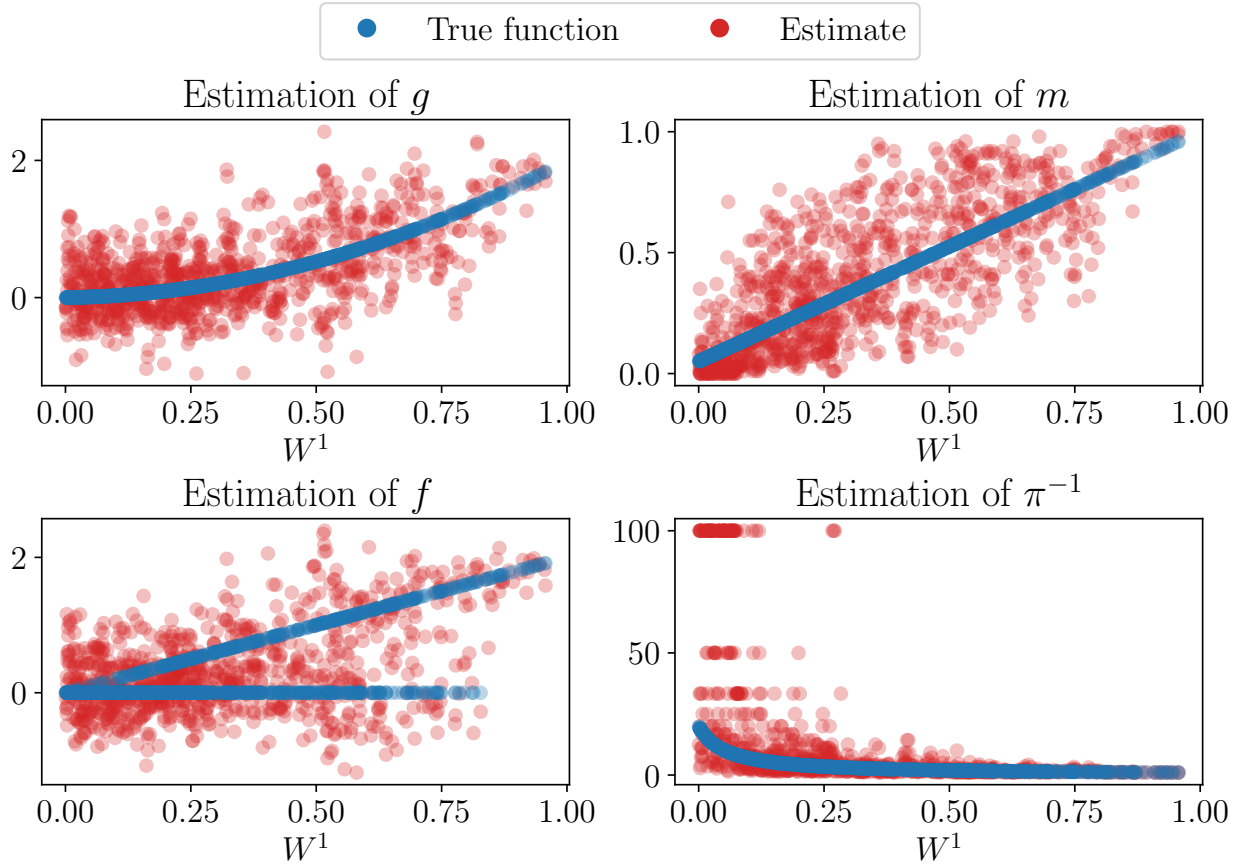 True function Estimate
Estimation of g
Estimation of m
2
0
0.00 0.25 0.50 0.75 1.00
W¹
1.0
0.5
0.0
0.00 0.25 0.50 0.75 1.00
W¹
Estimation of f
Estimation of π⁻¹
2
0
0.00 0.25 0.50 0.75 1.00
W¹
100
50
0
0.00 0.25 0.50 0.75 1.00
W¹